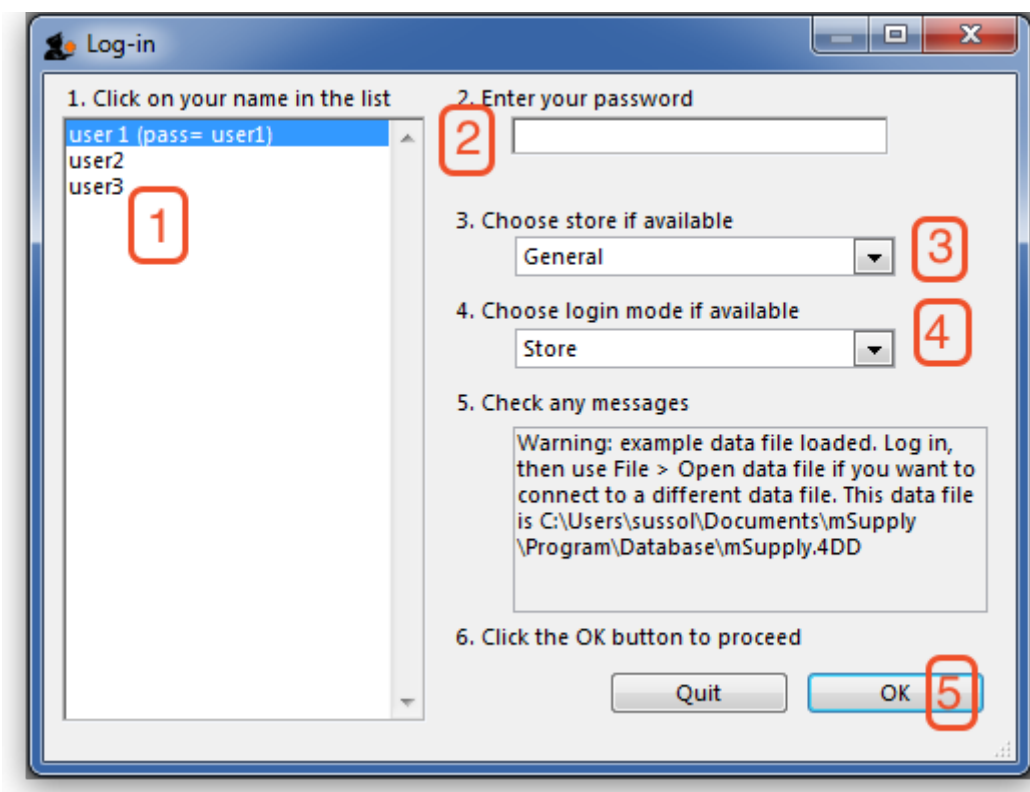 Log-in
1. Click on your name in the list
user 1 (pass= user1)
user2
user3
1
2. Enter your password
2
3. Choose store if available
General
3
4. Choose login mode if available
Store
4
5. Check any messages
Warning: example data file loaded. Log in,
then use File > Open data file if you want to
connect to a different data file. This data file
is C:\Users\sussol\Documents\mSupply
\Program\Database\mSupply.4DD
6. Click the OK button to proceed
Quit
OK
5